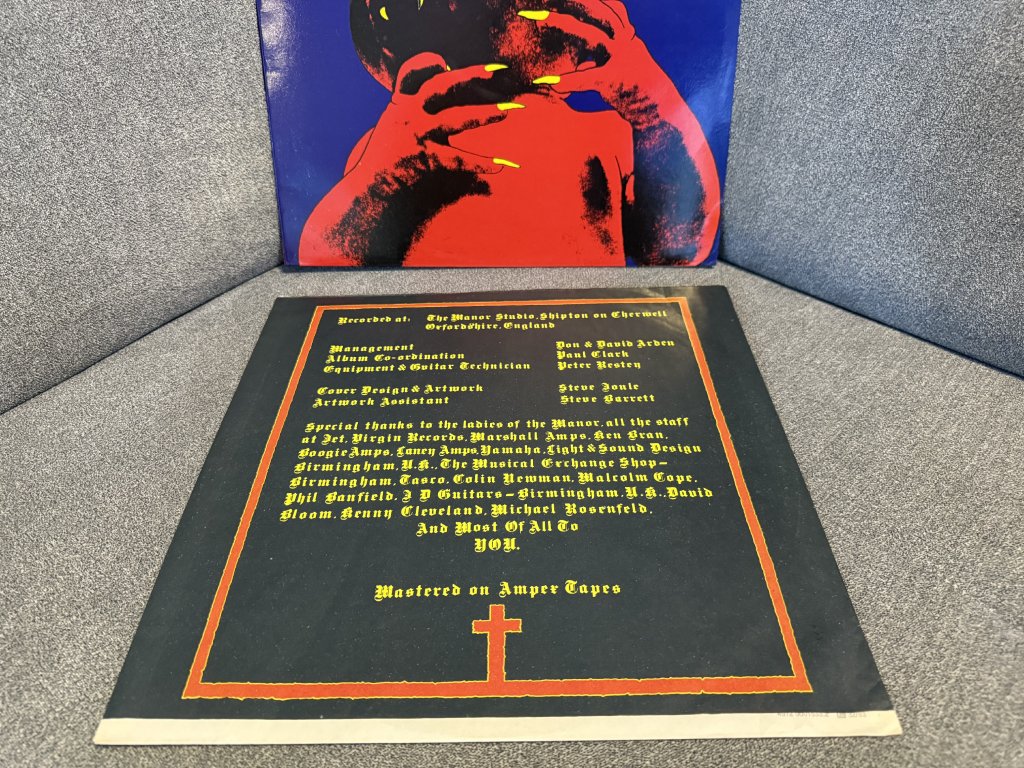 Recorded at: The Manor Studio, Shipton on Cherwell
Oxfordshire, England
Management Don & David Arden
Album Co-ordination Paul Clark
Equipment & Guitar Technician Peter Restey
Cover Design & Artwork Steve Joule
Artwork Assistant Steve Barrett
Special thanks to the ladies of the Manor, all the staff
at Jet, Virgin Records, Marshall Amps, Ken Bran,
Boogie Amps, Laney Amps, Yamaha, Light & Sound Design
Birmingham, U.K., The Musical Exchange Shop—
Birmingham, Tasco, Colin Newman, Malcolm Cope,
Phil Banfield, J D Guitars—Birmingham, U.K., David
Bloom, Kenny Cleveland, Michael Rosenfeld,
And Most Of All To
YOU.
Mastered on Ampex Tapes